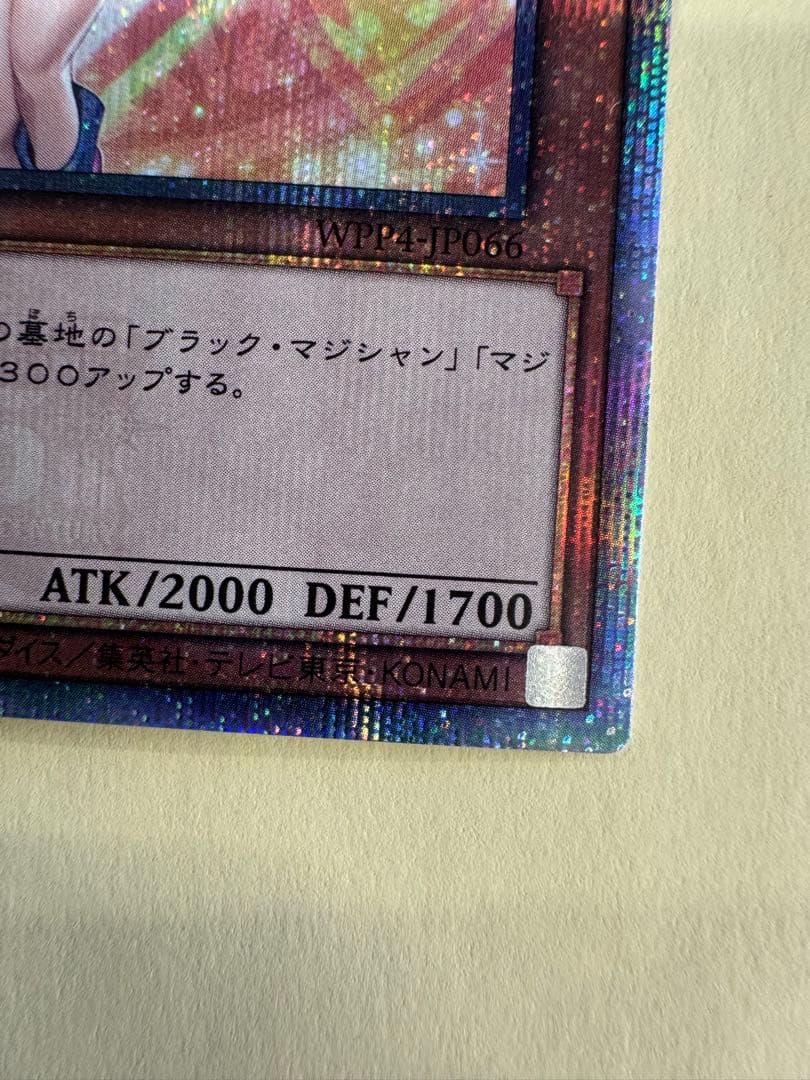 WPP4-JP066
の墓地の「ブラック・マジシャン」「マジ
ぼち
300アップする。
ATK/2000 DEF/1700
ダイス／集英社・テレビ東京・KONAMI